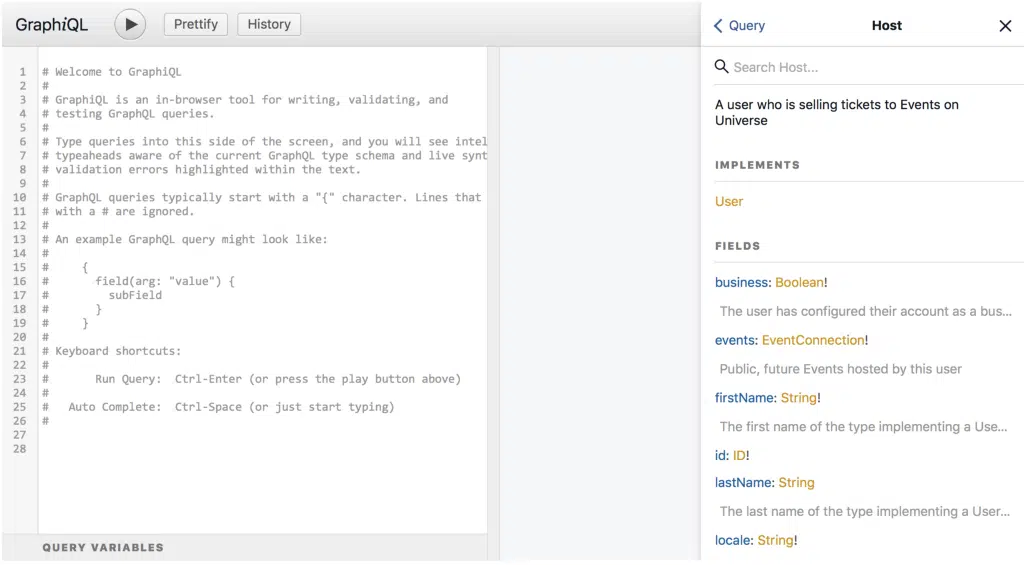 GraphiQL
Prettify
History
1 # Welcome to GraphiQL
2 #
3 # GraphiQL is an in-browser tool for writing, validating, and
4 # testing GraphQL queries.
5 #
6 # Type queries into this side of the screen, and you will see intel
7 # typeaheads aware of the current GraphQL type schema and live synt
8 # validation errors highlighted within the text.
9 #
10 # GraphQL queries typically start with a "{" character. Lines that
11 # with a # are ignored.
12 #
13 # An example GraphQL query might look like:
14 #
15 #     {
16 #       field(arg: "value") {
17 #         subField
18 #       }
19 #     }
20 #
21 # Keyboard shortcuts:
22 #
23 #       Run Query:  Ctrl-Enter (or press the play button above)
24 #
25 #   Auto Complete:  Ctrl-Space (or just start typing)
26 #
27
28
QUERY VARIABLES
Query
Host
Search Host...
A user who is selling tickets to Events on
Universe
IMPLEMENTS
User
FIELDS
business: Boolean!
The user has configured their account as a bus...
events: EventConnection!
Public, future Events hosted by this user
firstName: String!
The first name of the type implementing a Use...
id: ID!
lastName: String
The last name of the type implementing a User...
locale: String!